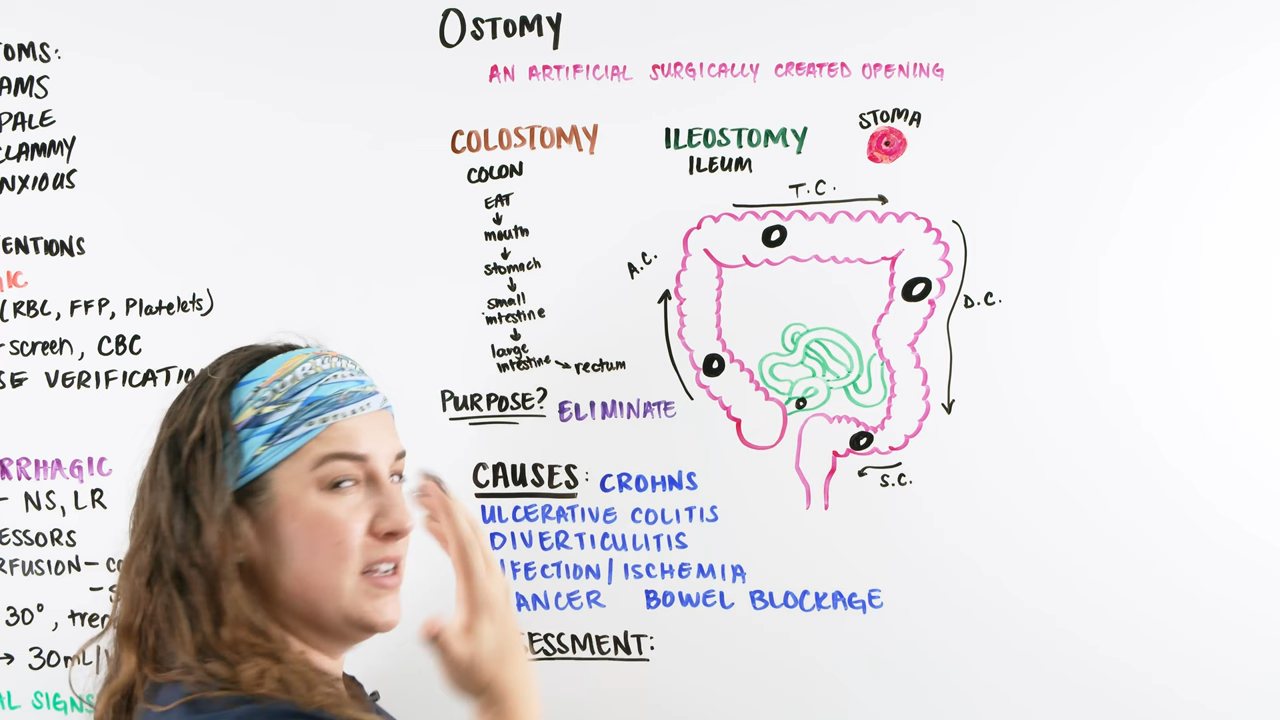 TOMS:
AMS
PALE
CLAMMY
NXIOUS
ENTIONS
IC
(RBC, FFP, Platelets)
screen, CBC
SE VERIFICATIO
RRHAGIC
- NS, LR
ESSORS
RFUSION- CO
-S
30°, tren
→ 30mL/
AL SIGNS
OSTOMY
AN ARTIFICIAL SURGICALLY CREATED OPENING
COLOSTOMY
COLON
EAT
↓
mouth
↓
stomach
↓
small
intestine
↓
large
intestine → rectum
ILEOSTOMY
ILEUM
STOMA
T.C.
A.C.
D.C.
S.C.
PURPOSE? ELIMINATE
CAUSES: CROHNS
ULCERATIVE COLITIS
DIVERTICULITIS
FECTION/ISCHEMIA
ANCER BOWEL BLOCKAGE
ESSMENT: